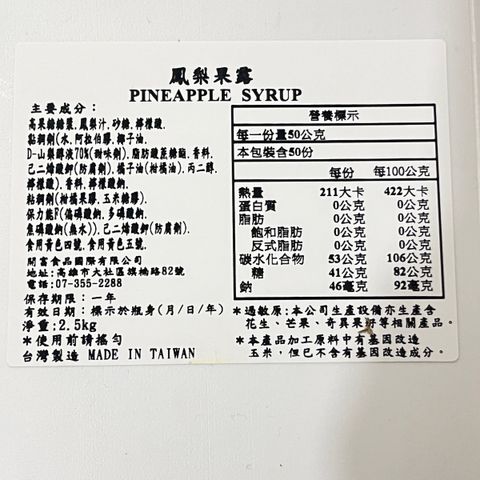 鳳梨果露
PINEAPPLE SYRUP
主要成分：
高果糖糖漿,鳳梨汁,砂糖,檸檬酸,
黏稠劑(水,阿拉伯膠,椰子油,
D-山梨醇液70%(甜味劑),脂肪酸蔗糖酯,香料,
己二烯酸鉀(防腐劑),橘子油(柑橘油),丙二醇,
檸檬酸),香料,檸檬酸鈉,
粘稠劑(柑橘果膠,玉米糖膠),
保力能F(偏磷酸鈉,多磷酸鈉,
焦磷酸鈉(無水)),己二烯酸鉀(防腐劑),
食用黃色四號,食用黃色五號,
開富食品國際有限公司
地址:高雄市大社區旗楠路82號
電話:07-355-2288
保存期限：一年
有效日期：標示於瓶身(月/日/年)
淨重:2.5kg
*使用前請搖勻
台灣製造 MADE IN TAIWAN
營養標示
每一份量50公克
本包裝含50份
每份 每100公克
熱量 211大卡 422大卡
蛋白質 0公克 0公克
脂肪 0公克 0公克
飽和脂肪 0公克 0公克
反式脂肪 0公克 0公克
碳水化合物 53公克 106公克
糖 41公克 82公克
鈉 46毫克 92毫克
*過敏原:本公司生產設備亦生產含
花生、芒果、奇異果籽等相關產品。
*本產品加工原料中有基因改造
玉米，但已不含有基因改造成分。